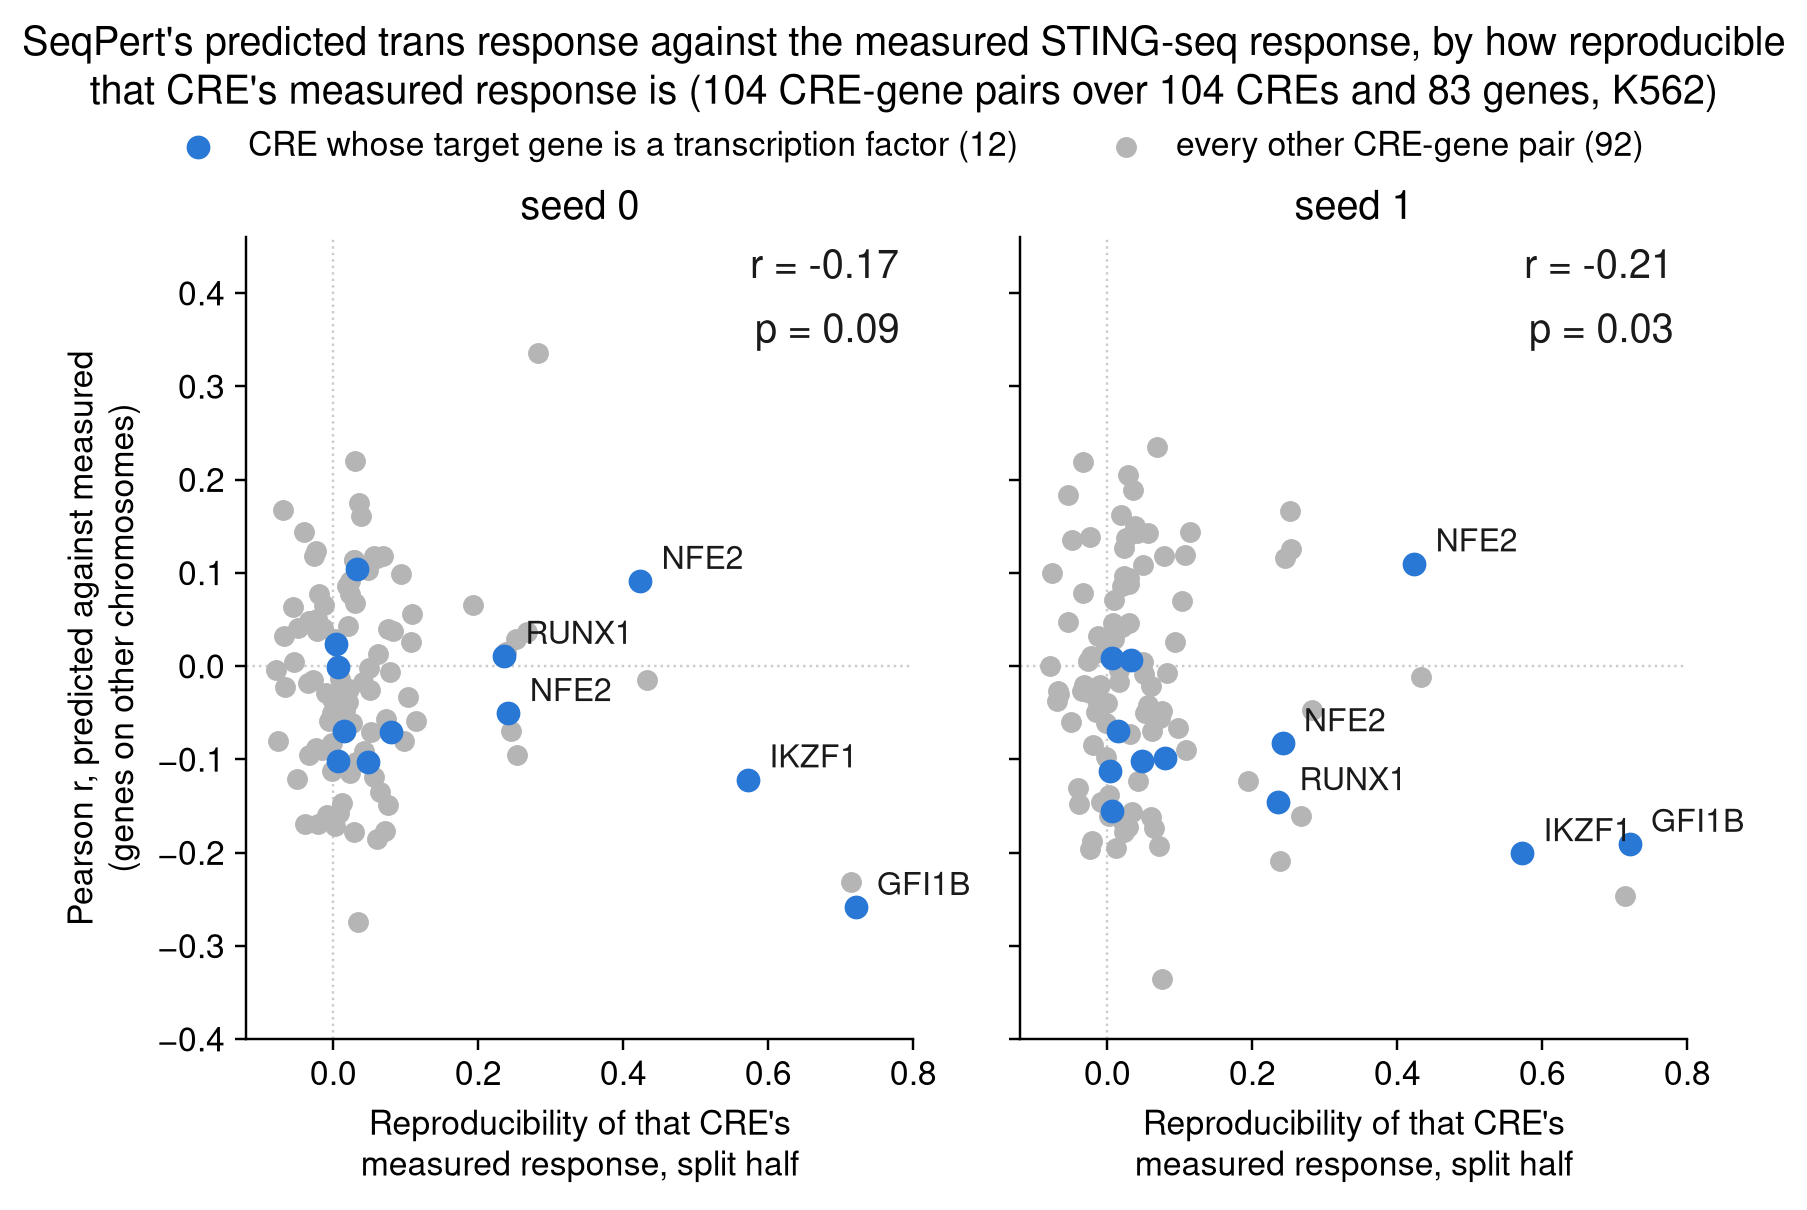 SeqPert's predicted trans response against the measured STING-seq response, by how reproducible
that CRE's measured response is (104 CRE-gene pairs over 104 CREs and 83 genes, K562)
CRE whose target gene is a transcription factor (12)
every other CRE-gene pair (92)
seed 0
seed 1
r = -0.17
p = 0.09
r = -0.21
p = 0.03
Pearson r, predicted against measured
(genes on other chromosomes)
0.4
0.3
0.2
0.1
0.0
−0.1
−0.2
−0.3
−0.4
NFE2
RUNX1
NFE2
IKZF1
GFI1B
NFE2
NFE2
RUNX1
IKZF1
GFI1B
0.0
0.2
0.4
0.6
0.8
0.0
0.2
0.4
0.6
0.8
Reproducibility of that CRE's
measured response, split half
Reproducibility of that CRE's
measured response, split half